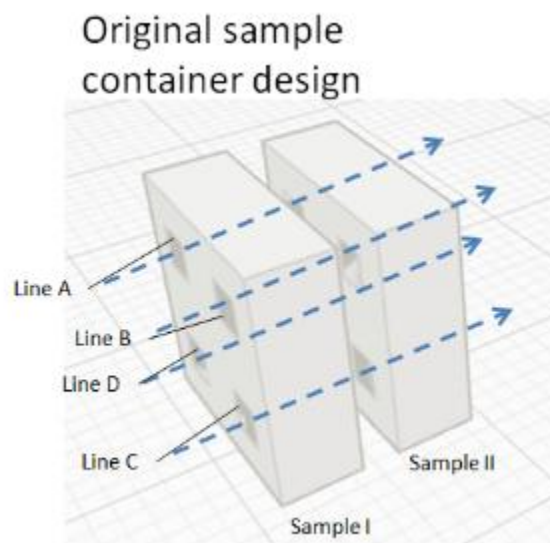 Original sample
container design
Line A
Line B
Line D
Line C
Sample II
Sample I